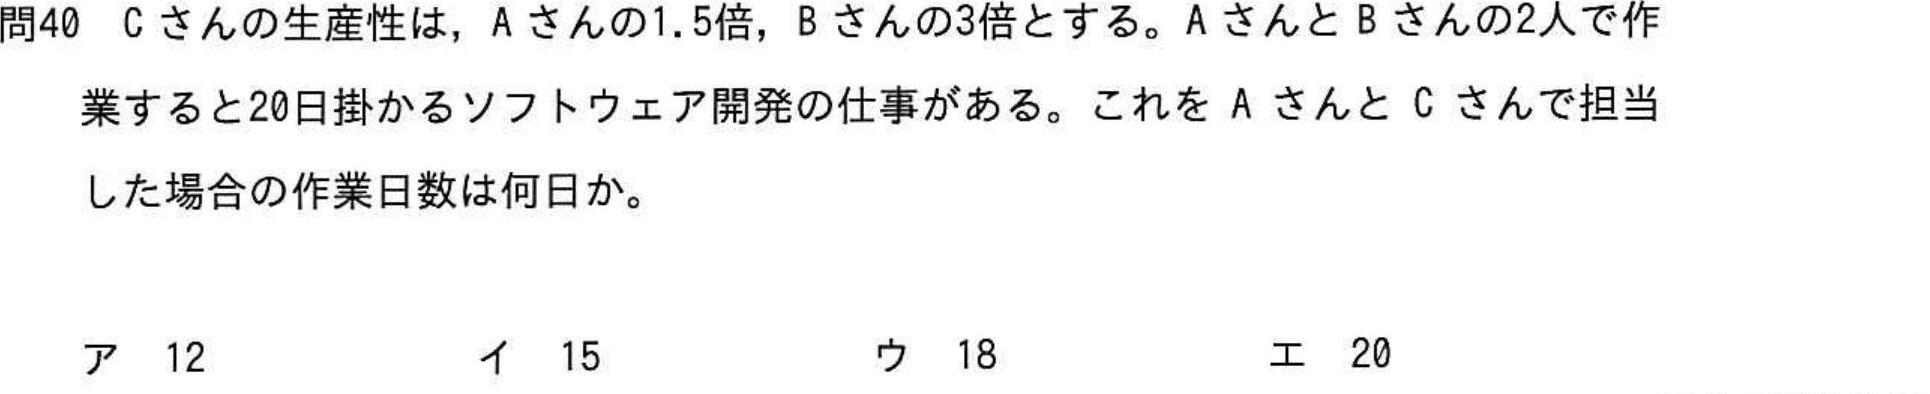 問40　C さんの生産性は，A さんの1.5倍，B さんの3倍とする。A さんと B さんの2人で作
業すると20日掛かるソフトウェア開発の仕事がある。これを A さんと C さんで担当
した場合の作業日数は何日か。
ア　12　イ　15　ウ　18　エ　20